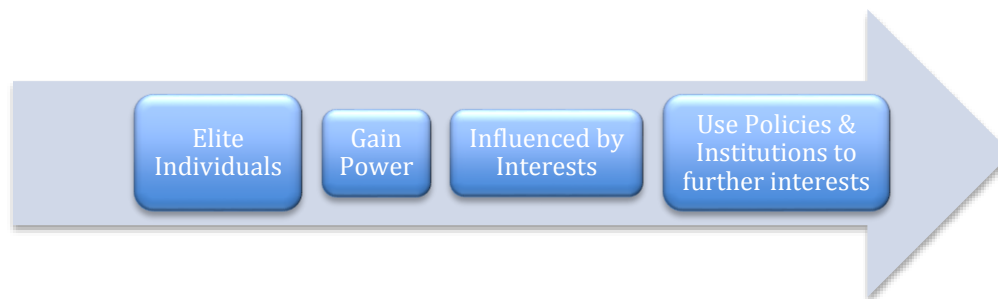 Elite
Individuals
Gain
Power
Influenced by
Interests
Use Policies &
Institutions to
further interests